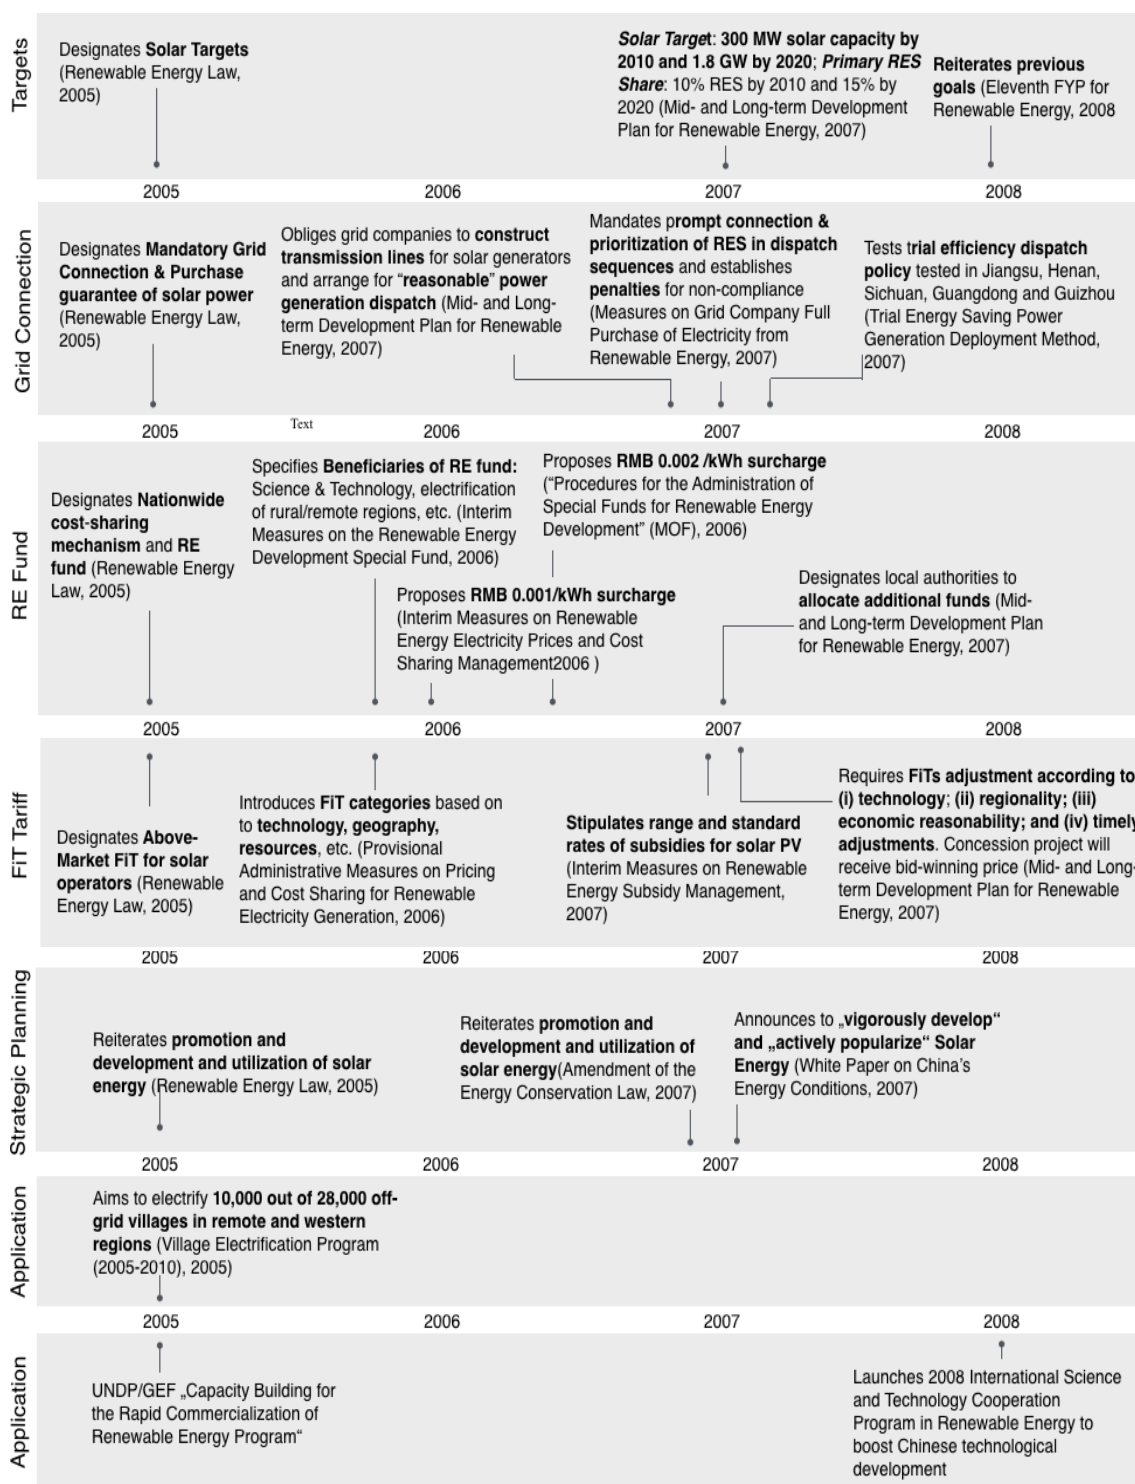 Targets
Designates Solar Targets
(Renewable Energy Law,
2005)
Solar Target: 300 MW solar capacity by
2010 and 1.8 GW by 2020; Primary RES
Share: 10% RES by 2010 and 15% by
2020 (Mid- and Long-term Development
Plan for Renewable Energy, 2007)
Reiterates previous
goals (Eleventh FYP for
Renewable Energy, 2008
2005 2006 2007 2008
Grid Connection
Designates Mandatory Grid
Connection & Purchase
guarantee of solar power
(Renewable Energy Law,
2005)
Obliges grid companies to construct
transmission lines for solar generators
and arrange for “reasonable” power
generation dispatch (Mid- and Long-
term Development Plan for Renewable
Energy, 2007)
Mandates prompt connection &
prioritization of RES in dispatch
sequences and establishes
penalties for non-compliance
(Measures on Grid Company Full
Purchase of Electricity from
Renewable Energy, 2007)
Tests trial efficiency dispatch
policy tested in Jiangsu, Henan,
Sichuan, Guangdong and Guizhou
(Trial Energy Saving Power
Generation Deployment Method,
2007)
Text
2005 2006 2007 2008
RE Fund
Designates Nationwide
cost-sharing
mechanism and RE
fund (Renewable Energy
Law, 2005)
Specifies Beneficiaries of RE fund:
Science & Technology, electrification
of rural/remote regions, etc. (Interim
Measures on the Renewable Energy
Development Special Fund, 2006)
Proposes RMB 0.002 /kWh surcharge
(“Procedures for the Administration of
Special Funds for Renewable Energy
Development” (MOF), 2006)
Proposes RMB 0.001/kWh surcharge
(Interim Measures on Renewable
Energy Electricity Prices and Cost
Sharing Management2006 )
Designates local authorities to
allocate additional funds (Mid-
and Long-term Development Plan
for Renewable Energy, 2007)
2005 2006 2007 2008
FiT Tariff
Designates Above-
Market FiT for solar
operators (Renewable
Energy Law, 2005)
Introduces FiT categories based on
to technology, geography,
resources, etc. (Provisional
Administrative Measures on Pricing
and Cost Sharing for Renewable
Electricity Generation, 2006)
Stipulates range and standard
rates of subsidies for solar PV
(Interim Measures on Renewable
Energy Subsidy Management,
2007)
Requires FiTs adjustment according to
(i) technology; (ii) regionality; (iii)
economic reasonability; and (iv) timely
adjustments. Concession project will
receive bid-winning price (Mid- and Long-
term Development Plan for Renewable
Energy, 2007)
2005 2006 2007 2008
Strategic Planning
Reiterates promotion and
development and utilization of solar
energy (Renewable Energy Law, 2005)
Reiterates promotion and
development and utilization of
solar energy(Amendment of the
Energy Conservation Law, 2007)
Announces to „vigorously develop“
and „actively popularize“ Solar
Energy (White Paper on China’s
Energy Conditions, 2007)
2005 2006 2007 2008
Application
Aims to electrify 10,000 out of 28,000 off-
grid villages in remote and western
regions (Village Electrification Program
(2005-2010), 2005)
2005 2006 2007 2008
Application
UNDP/GEF „Capacity Building for
the Rapid Commercialization of
Renewable Energy Program“
Launches 2008 International Science
and Technology Cooperation
Program in Renewable Energy to
boost Chinese technological
development